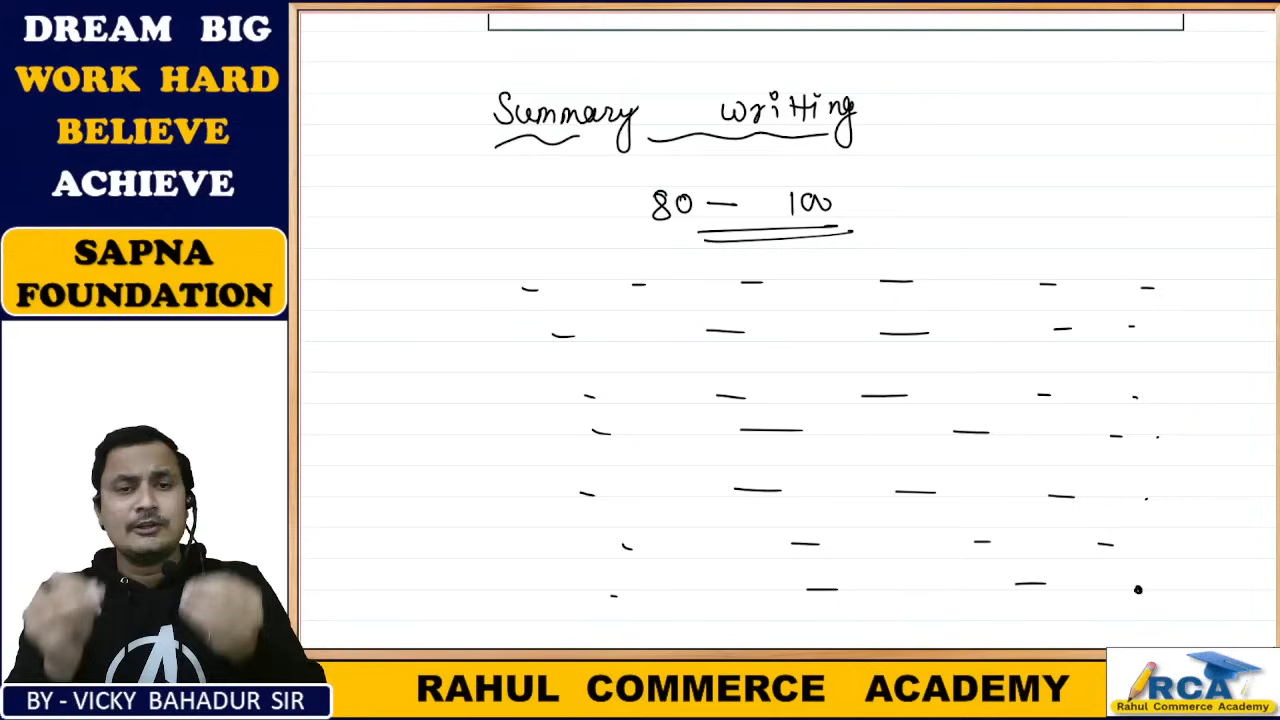 DREAM BIG
WORK HARD
BELIEVE
ACHIEVE
SAPNA
FOUNDATION
Summary writting
80 — 100
BY - VICKY BAHADUR SIR
RAHUL COMMERCE ACADEMY
RCA
Rahul Commerce Academy